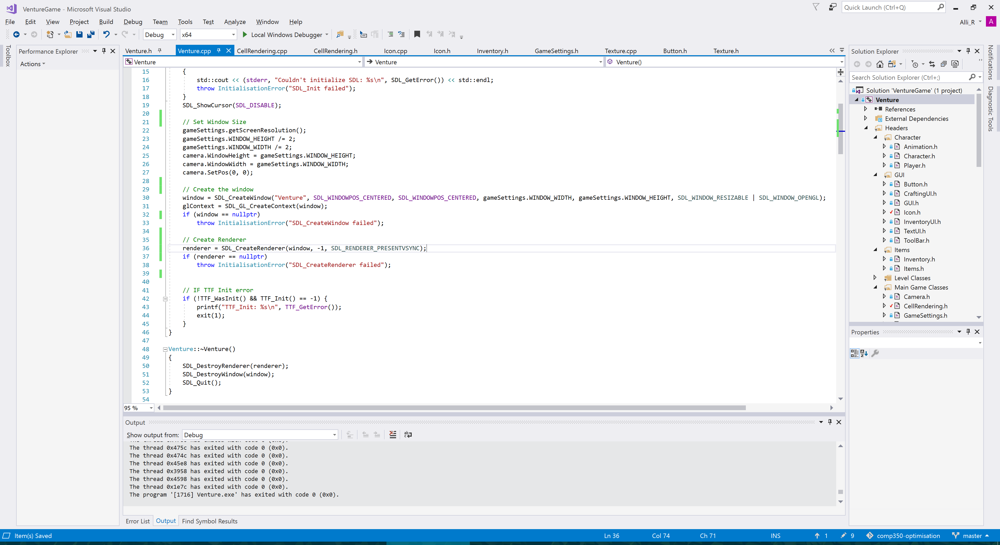 VentureGame - Microsoft Visual Studio
Quick Launch (Ctrl+Q)
File Edit View Project Build Debug Team Tools Test Analyze Window Help
Alli_R A
Debug x64 Local Windows Debugger
Toolbox
Performance Explorer
Actions
Venture.h Venture.cpp CellRendering.cpp CellRendering.h Icon.cpp Icon.h Inventory.h GameSettings.h Texture.cpp Button.h Texture.h
Venture Venture Venture()
15 {
16 std::cout << (stderr, "Couldn't initialize SDL: %s\n", SDL_GetError()) << std::endl;
17 throw InitialisationError("SDL_Init failed");
18 }
19 SDL_ShowCursor(SDL_DISABLE);
20
21 // Set Window Size
22 gameSettings.getScreenResolution();
23 gameSettings.WINDOW_HEIGHT /= 2;
24 gameSettings.WINDOW_WIDTH /= 2;
25 camera.WindowHeight = gameSettings.WINDOW_HEIGHT;
26 camera.WindowWidth = gameSettings.WINDOW_WIDTH;
27 camera.SetPos(0, 0);
28
29 // Create the window
30 window = SDL_CreateWindow("Venture", SDL_WINDOWPOS_CENTERED, SDL_WINDOWPOS_CENTERED, gameSettings.WINDOW_WIDTH, gameSettings.WINDOW_HEIGHT, SDL_WINDOW_RESIZABLE | SDL_WINDOW_OPENGL);
31 glContext = SDL_GL_CreateContext(window);
32 if (window == nullptr)
33 throw InitialisationError("SDL_CreateWindow failed");
34
35 // Create Renderer
36 renderer = SDL_CreateRenderer(window, -1, SDL_RENDERER_PRESENTVSYNC);
37 if (renderer == nullptr)
38 throw InitialisationError("SDL_CreateRenderer failed");
39
40
41 // IF TTF Init error
42 if (!TTF_WasInit() && TTF_Init() == -1) {
43 printf("TTF_Init: %s\n", TTF_GetError());
44 exit(1);
45 }
46 }
47
48 Venture::~Venture()
49 {
50 SDL_DestroyRenderer(renderer);
51 SDL_DestroyWindow(window);
52 SDL_Quit();
53 }
54
95 %
Output
Show output from: Debug
The thread 0x475c has exited with code 0 (0x0).
The thread 0x474c has exited with code 0 (0x0).
The thread 0x45e8 has exited with code 0 (0x0).
The thread 0x3958 has exited with code 0 (0x0).
The thread 0x4598 has exited with code 0 (0x0).
The thread 0x1e7c has exited with code 0 (0x0).
The program '[1716] Venture.exe' has exited with code 0 (0x0).
Error List Output Find Symbol Results
Solution Explorer
Search Solution Explorer (Ctrl+;)
Solution 'VentureGame' (1 project)
Venture
References
External Dependencies
Headers
Character
Animation.h
Character.h
Player.h
GUI
Button.h
CraftingUI.h
GUI.h
Icon.h
InventoryUI.h
TextUI.h
ToolBar.h
Items
Inventory.h
Items.h
Level Classes
Main Game Classes
Camera.h
CellRendering.h
GameSettings.h
Properties
Notifications
Diagnostic Tools
Item(s) Saved Ln 36 Col 74 Ch 71 INS 1 9 comp350-optimisation master